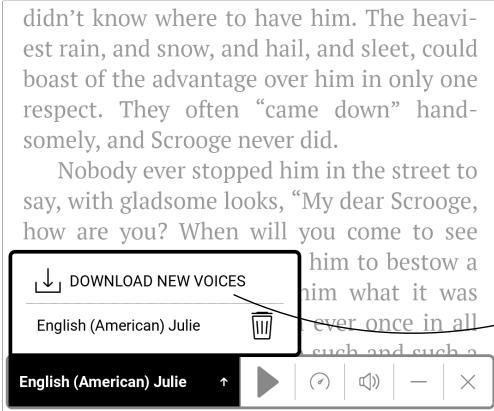 didn’t know where to have him. The heavi-
est rain, and snow, and hail, and sleet, could
boast of the advantage over him in only one
respect. They often “came down” hand-
somely, and Scrooge never did.
Nobody ever stopped him in the street to
say, with gladsome looks, “My dear Scrooge,
how are you? When will you come to see
him to bestow a
DOWNLOAD NEW VOICES
him what it was
English (American) Julie
ever once in all
such and such a
English (American) Julie